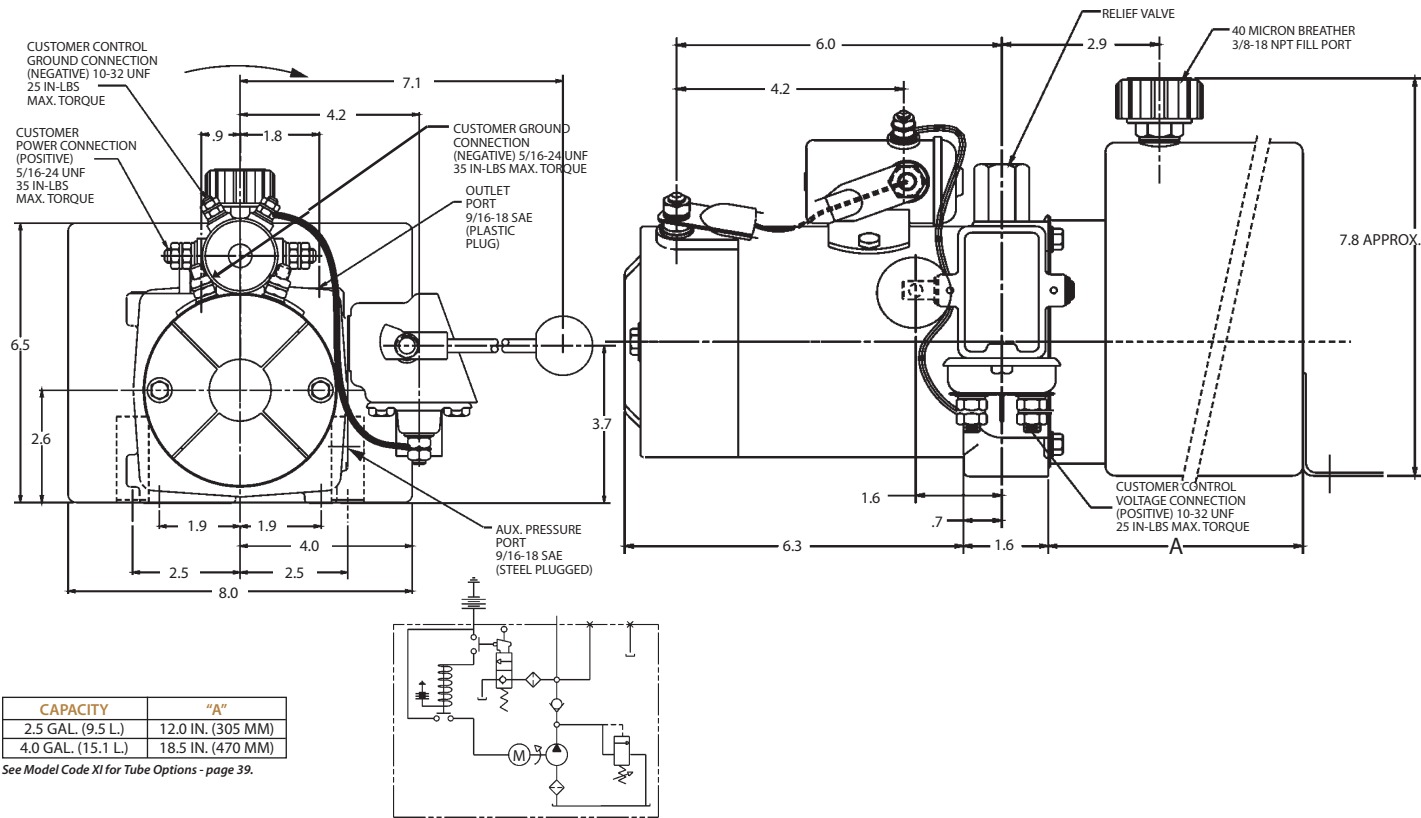 RELIEF VALVE
40 MICRON BREATHER
3/8-18 NPT FILL PORT
CUSTOMER CONTROL
GROUND CONNECTION
(NEGATIVE) 10-32 UNF
25 IN-LBS
MAX. TORQUE
CUSTOMER
POWER CONNECTION
(POSITIVE)
5/16-24 UNF
35 IN-LBS
MAX. TORQUE
7.1
4.2
.9
1.8
CUSTOMER GROUND
CONNECTION
(NEGATIVE) 5/16-24 UNF
35 IN-LBS MAX. TORQUE
OUTLET
PORT
9/16-18 SAE
(PLASTIC
PLUG)
6.5
2.6
3.7
1.9
1.9
4.0
2.5
2.5
8.0
AUX. PRESSURE
PORT
9/16-18 SAE
(STEEL PLUGGED)
6.0
2.9
4.2
7.8 APPROX.
1.6
.7
6.3
1.6
A
CUSTOMER CONTROL
VOLTAGE CONNECTION
(POSITIVE) 10-32 UNF
25 IN-LBS MAX. TORQUE
M
CAPACITY "A"
2.5 GAL. (9.5 L.) 12.0 IN. (305 MM)
4.0 GAL. (15.1 L.) 18.5 IN. (470 MM)
See Model Code XI for Tube Options - page 39.